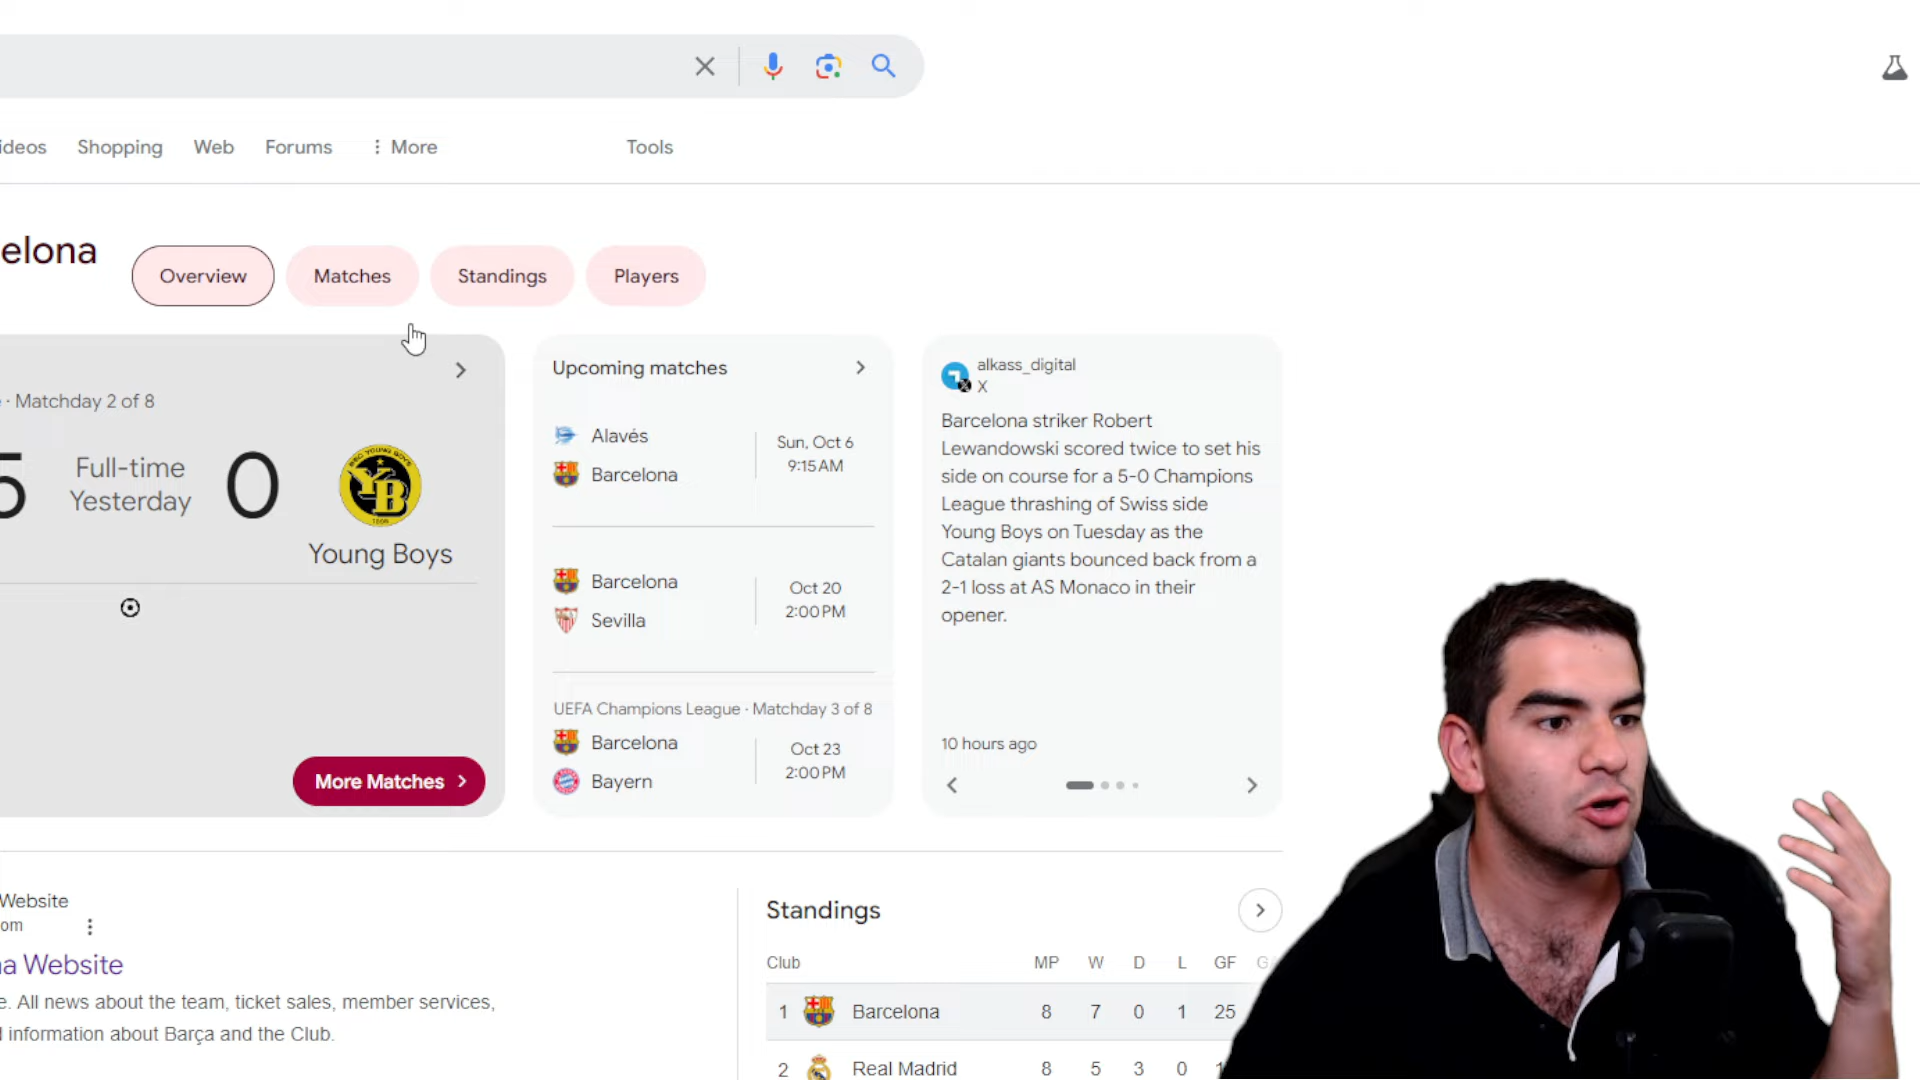 ideos Shopping Web Forums More Tools
elona
Overview Matches Standings Players
· Matchday 2 of 8
5 Full-time Yesterday 0
Young Boys
More Matches
Upcoming matches
Alavés
Barcelona
Sun, Oct 6
9:15 AM
Barcelona
Sevilla
Oct 20
2:00 PM
UEFA Champions League · Matchday 3 of 8
Barcelona
Bayern
Oct 23
2:00 PM
alkass_digital
X
Barcelona striker Robert
Lewandowski scored twice to set his
side on course for a 5-0 Champions
League thrashing of Swiss side
Young Boys on Tuesday as the
Catalan giants bounced back from a
2-1 loss at AS Monaco in their
opener.
10 hours ago
Website
om
a Website
e. All news about the team, ticket sales, member services,
d information about Barça and the Club.
Standings
Club MP W D L GF
1 Barcelona 8 7 0 1 25
2 Real Madrid 8 5 3 0